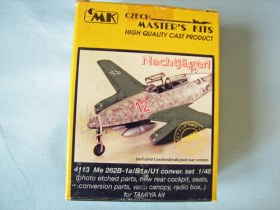 CMK
CZECH
MASTER'S KITS
HIGH QUALITY CAST PRODUCT
Nachtjäger!
12
Included Czechoslovak post war version
4113 Me 262B-1a/B1a/U1 conver. set 1/48
(photo etched parts, new rear cockpit, seats,
conversion parts, vacu canopy, radio box, )
for TAMIYA kit